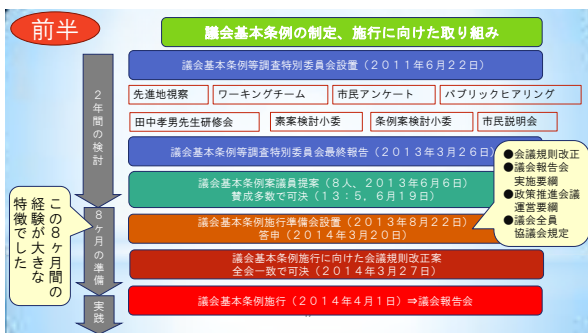 前半
議会基本条例の制定、施行に向けた取り組み
2年間の検討
議会基本条例等調査特別委員会設置（2011年6月22日）
先進地視察
ワーキングチーム
市民アンケート
パブリックヒアリング
田中孝男先生研修会
素案検討小委
条例案検討小委
市民説明会
議会基本条例等調査特別委員会最終報告（2013年3月26日）
議会基本条例案議員提案（8人、2013年6月6日）
賛成多数で可決（13：5，6月19日）
●会議規則改正
●議会報告会
実施要綱
●政策推進会議
運営要綱
●議会全員
協議会規定
8ヶ月の準備
この8ヶ月間の
経験が大きな
特徴でした
議会基本条例施行準備会設置（2013年8月22日）
答申（2014年3月20日）
議会基本条例施行に向けた会議規則改正案
全会一致で可決（2014年3月27日）
実践
議会基本条例施行（2014年4月1日）⇒議会報告会